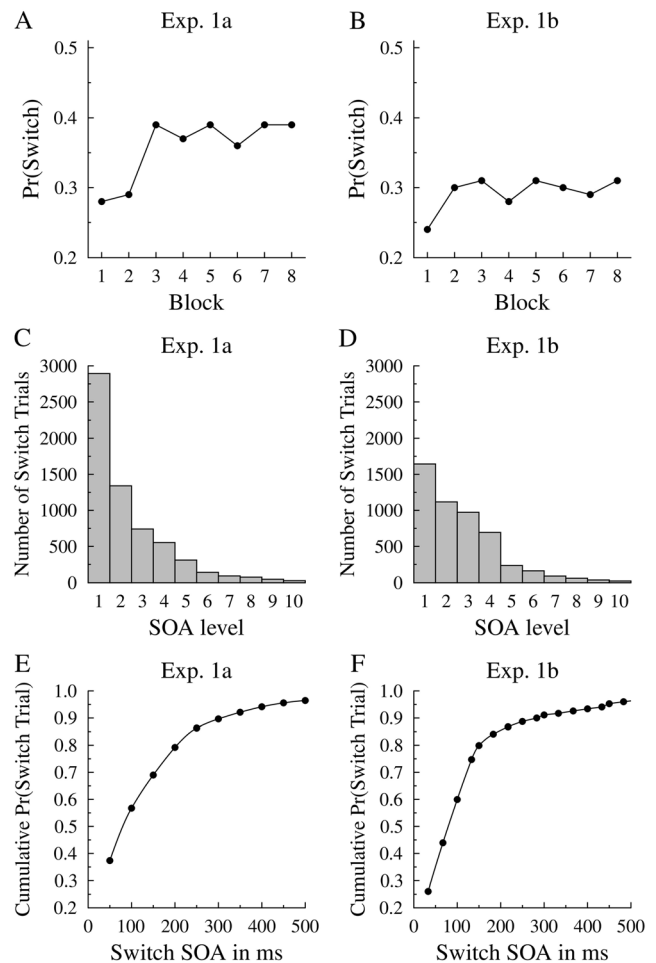 A Exp. 1a
B Exp. 1b
0.5 0.4 0.3 0.2
Pr(Switch)
1 2 3 4 5 6 7 8
Block
0.5 0.4 0.3 0.2
Pr(Switch)
1 2 3 4 5 6 7 8
Block
C Exp. 1a
D Exp. 1b
3000 2500 2000 1500 1000 500 0
Number of Switch Trials
1 2 3 4 5 6 7 8 9 10
SOA level
3000 2500 2000 1500 1000 500 0
Number of Switch Trials
1 2 3 4 5 6 7 8 9 10
SOA level
E Exp. 1a
F Exp. 1b
1.0 0.9 0.8 0.7 0.6 0.5 0.4 0.3 0.2
Cumulative Pr(Switch Trial)
0 100 200 300 400 500
Switch SOA in ms
1.0 0.9 0.8 0.7 0.6 0.5 0.4 0.3 0.2
Cumulative Pr(Switch Trial)
0 100 200 300 400 500
Switch SOA in ms